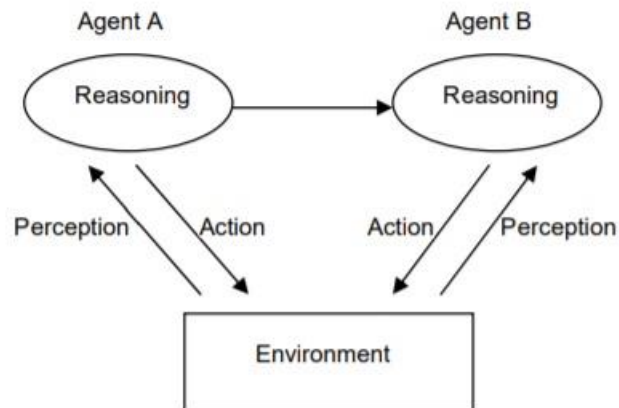 Agent A
Agent B
Reasoning
Reasoning
Perception
Action
Action
Perception
Environment